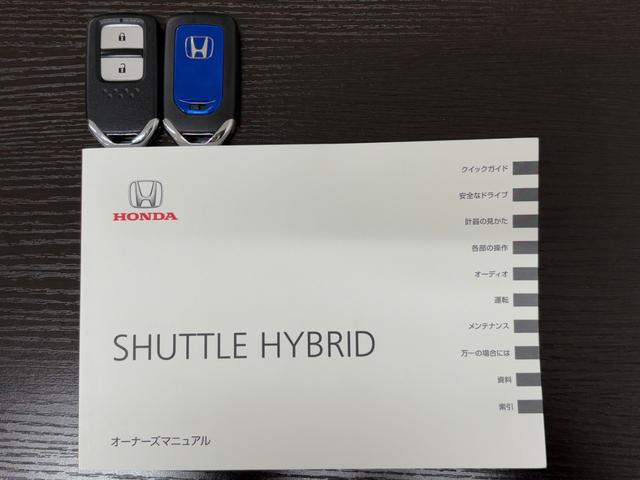 HONDA
SHUTTLE HYBRID
オーナーズマニュアル
クイックガイド
安全なドライブ
計器の見かた
各部の操作
オーディオ
運転
メンテナンス
万一の場合には
資料
索引